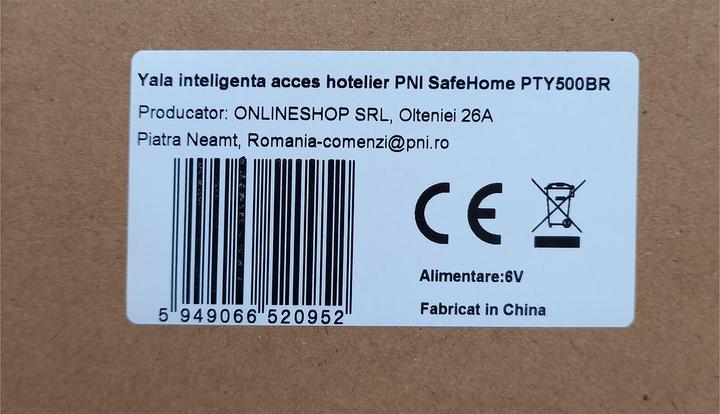 Yala inteligenta acces hotelier PNI SafeHome PTY500BR
Producator: ONLINESHOP SRL, Olteniei 26A
Piatra Neamt, Romania-comenzi@pni.ro
CE
Alimentare:6V
Fabricat in China
5 949066 520952